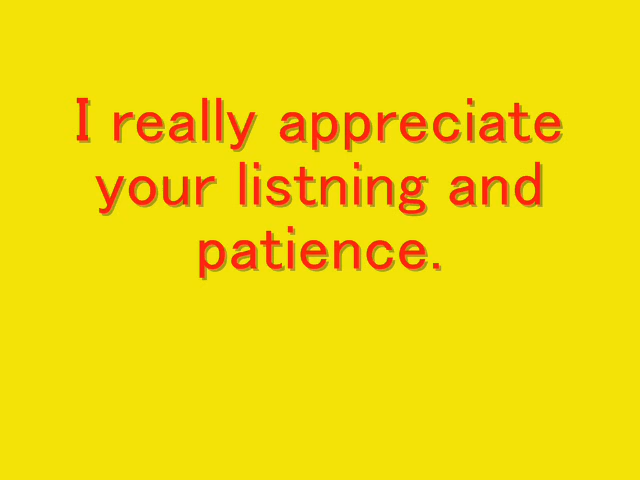 I really appreciate
your listning and
patience.